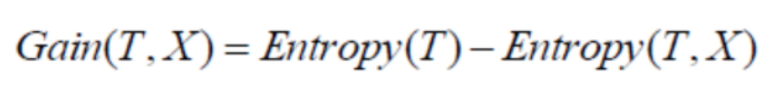 Gain(T, X) = Entropy(T) – Entropy(T, X)